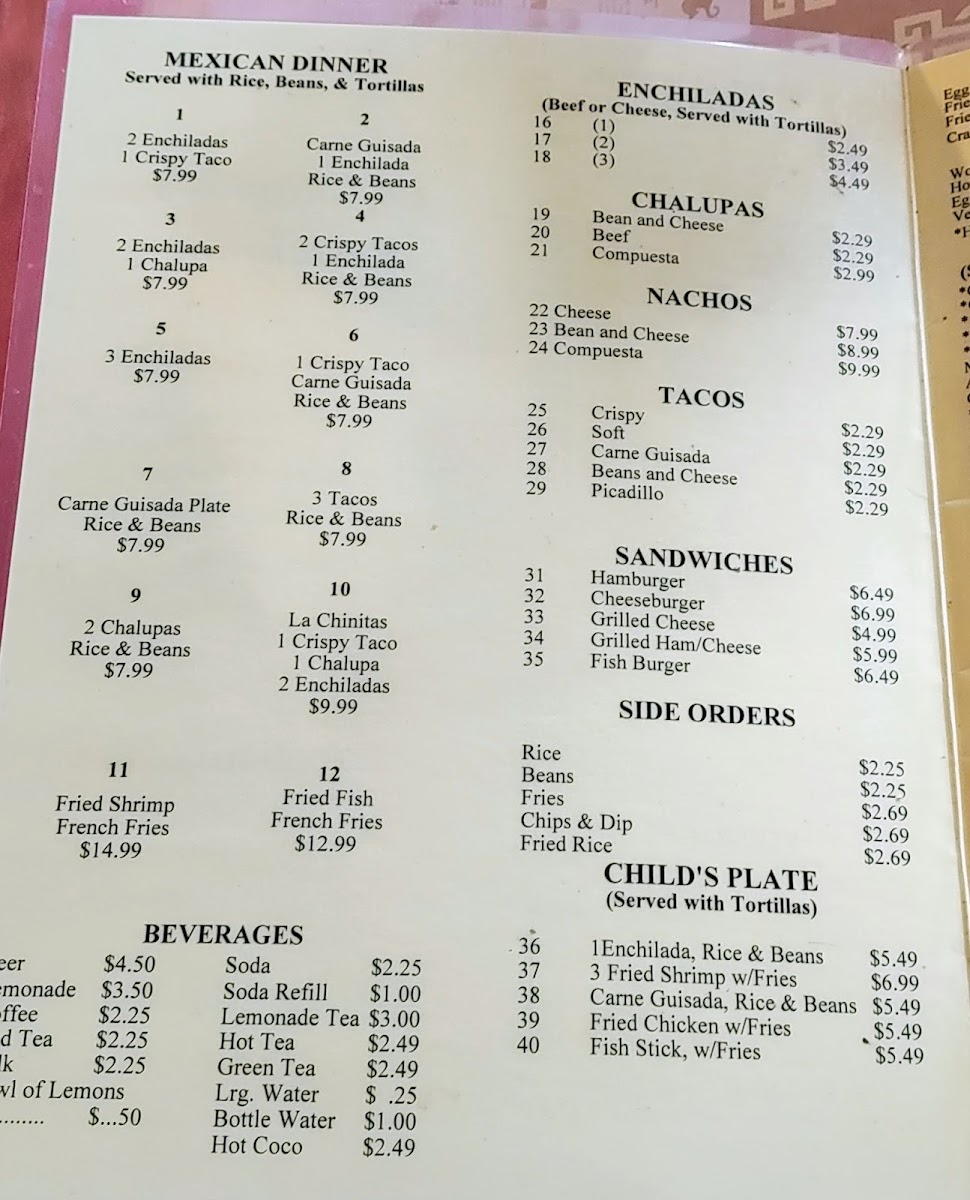 MEXICAN DINNER
Served with Rice, Beans, & Tortillas
1
2 Enchiladas
1 Crispy Taco
$7.99
2
Carne Guisada
1 Enchilada
Rice & Beans
$7.99
3
2 Enchiladas
1 Chalupa
$7.99
4
2 Crispy Tacos
1 Enchilada
Rice & Beans
$7.99
5
3 Enchiladas
$7.99
6
1 Crispy Taco
Carne Guisada
Rice & Beans
$7.99
7
Carne Guisada Plate
Rice & Beans
$7.99
8
3 Tacos
Rice & Beans
$7.99
9
2 Chalupas
Rice & Beans
$7.99
10
La Chinitas
1 Crispy Taco
1 Chalupa
2 Enchiladas
$9.99
11
Fried Shrimp
French Fries
$14.99
12
Fried Fish
French Fries
$12.99
BEVERAGES
eer $4.50
emonade $3.50
offee $2.25
d Tea $2.25
lk $2.25
wl of Lemons
......... $...50
Soda $2.25
Soda Refill $1.00
Lemonade Tea $3.00
Hot Tea $2.49
Green Tea $2.49
Lrg. Water $ .25
Bottle Water $1.00
Hot Coco $2.49
ENCHILADAS
(Beef or Cheese, Served with Tortillas)
16 (1) $2.49
17 (2) $3.49
18 (3) $4.49
CHALUPAS
19 Bean and Cheese $2.29
20 Beef $2.29
21 Compuesta $2.99
NACHOS
22 Cheese $7.99
23 Bean and Cheese $8.99
24 Compuesta $9.99
TACOS
25 Crispy $2.29
26 Soft $2.29
27 Carne Guisada $2.29
28 Beans and Cheese $2.29
29 Picadillo $2.29
SANDWICHES
31 Hamburger $6.49
32 Cheeseburger $6.99
33 Grilled Cheese $4.99
34 Grilled Ham/Cheese $5.99
35 Fish Burger $6.49
SIDE ORDERS
Rice $2.25
Beans $2.25
Fries $2.69
Chips & Dip $2.69
Fried Rice $2.69
CHILD'S PLATE
(Served with Tortillas)
36 1Enchilada, Rice & Beans $5.49
37 3 Fried Shrimp w/Fries $6.99
38 Carne Guisada, Rice & Beans $5.49
39 Fried Chicken w/Fries $5.49
40 Fish Stick, w/Fries $5.49
Egg
Frie
Frie
Cra